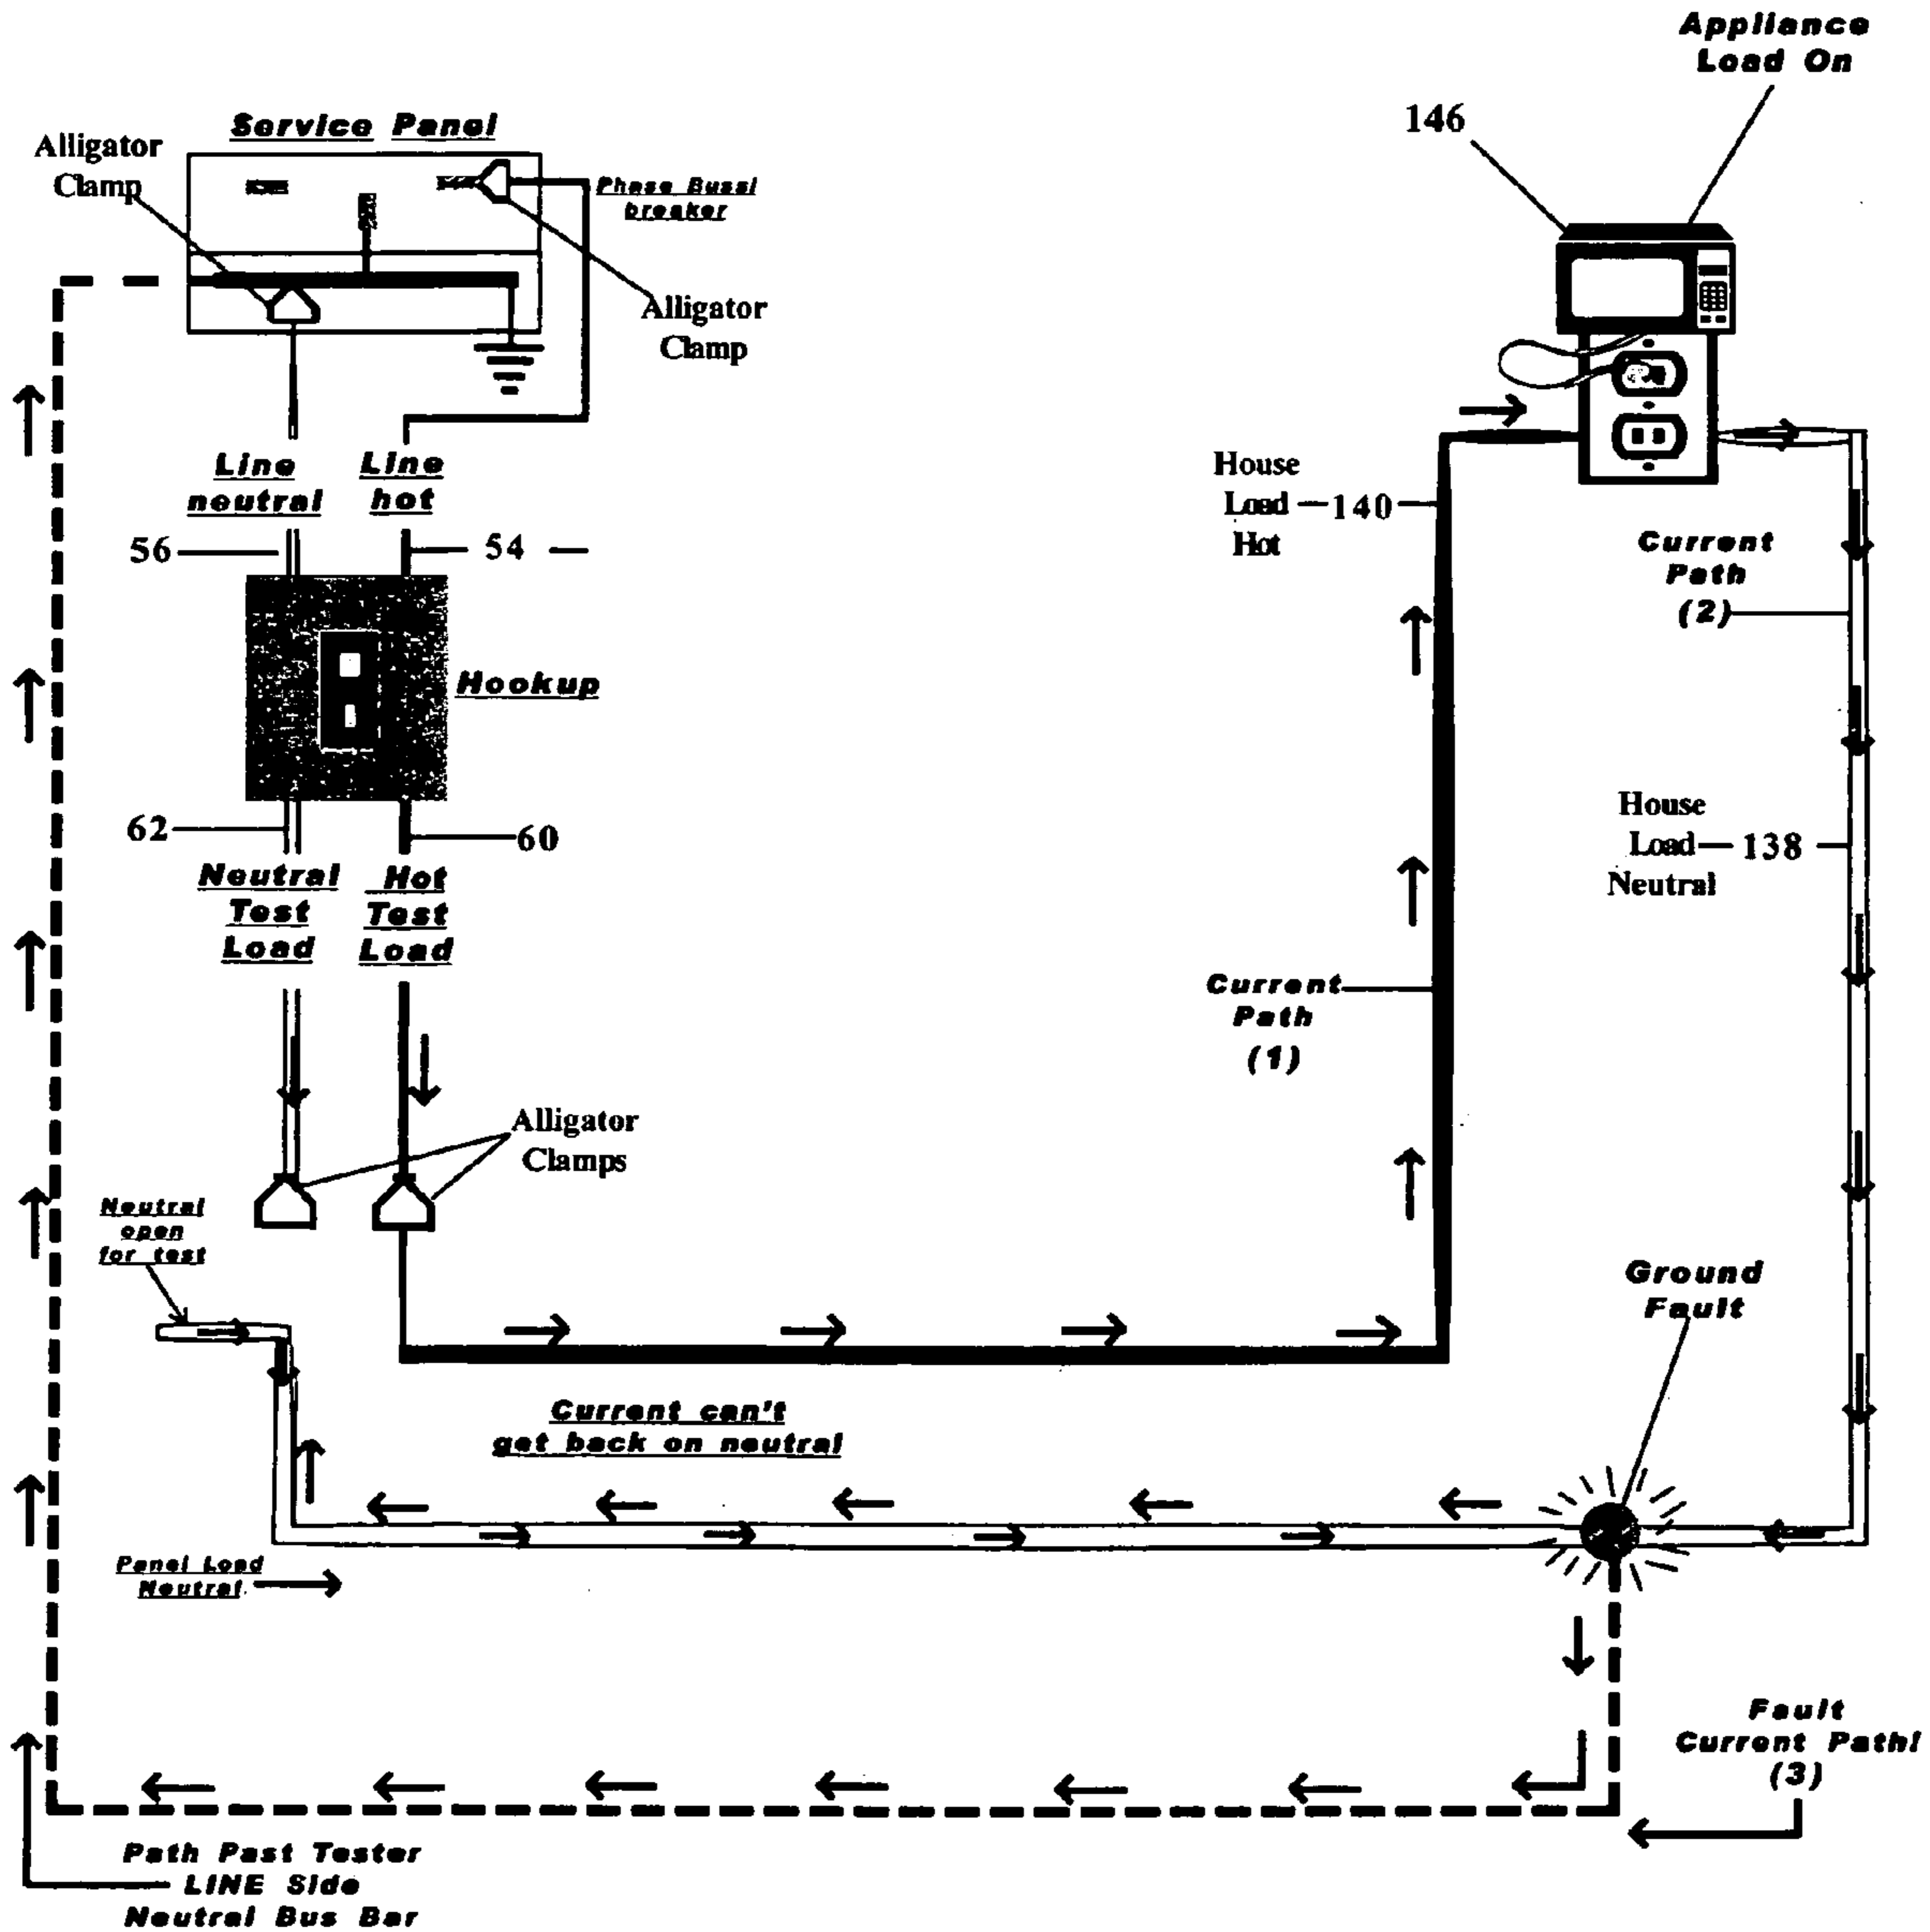 Appliance
Load On
146
Service Panel
Alligator
Clamp
Phase Buss/
breaker
Alligator
Clamp
Line
neutral
Line
hot
56
54
Hookup
62
60
Neutral
Test
Load
Hot
Test
Load
Alligator
Clamps
Neutral
open
for test
House
Load
Hot
140
Current
Path
(2)
House
Load
Neutral
138
Current
Path
(1)
Ground
Fault
Current can't
get back on neutral
Panel Load
Neutral
Fault
Current Path!
(3)
Path Past Tester
LINE Side
Neutral Bus Bar